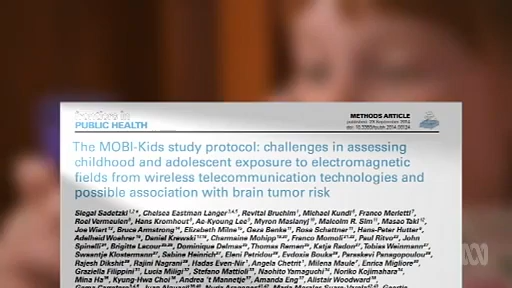 frontiers in
PUBLIC HEALTH
METHODS ARTICLE
The MOBI-Kids study protocol: challenges in assessing
childhood and adolescent exposure to electromagnetic
fields from wireless telecommunication technologies and
possible association with brain tumor risk
Siegal Sadetzki, Chelsea Eastman Langer, Revital Bruchim, Michael Kundi, Franco Merletti
Roel Vermeulen, Hans Kromhout, Ae-Kyoung Lee, Myron Maslanyj, Malcolm R. Sim, Masao Taki
Joe Wiart, Bruce Armstrong, Elizabeth Milne, Geza Benke, Rosa Schattner, Hans-Peter Hutter
Adelheid Woehrer, Daniel Krewski, Charmaine Mohipp, Franco Momoli, Paul Ritvo, John
Spinelli, Brigitte Lacour, Dominique Delmas, Thomas Remen, Katja Radon, Tobias Weinmann
Swaantje Klostermann, Sabine Heinrich, Eleni Petridou, Evdoxia Bouka, Paraskevi Panagopoulou
Rajesh Dikshit, Rajini Nagrani, Hadas Even-Nir, Angela Chetrit, Milena Maule, Enrica Migliore
Graziella Filippini, Lucia Miligi, Stefano Mattioli, Naohito Yamaguchi, Noriko Kojimahara
Mina Ha, Kyung-Hwa Choi, Andrea 't Mannetje, Amanda Eng, Alistair Woodward